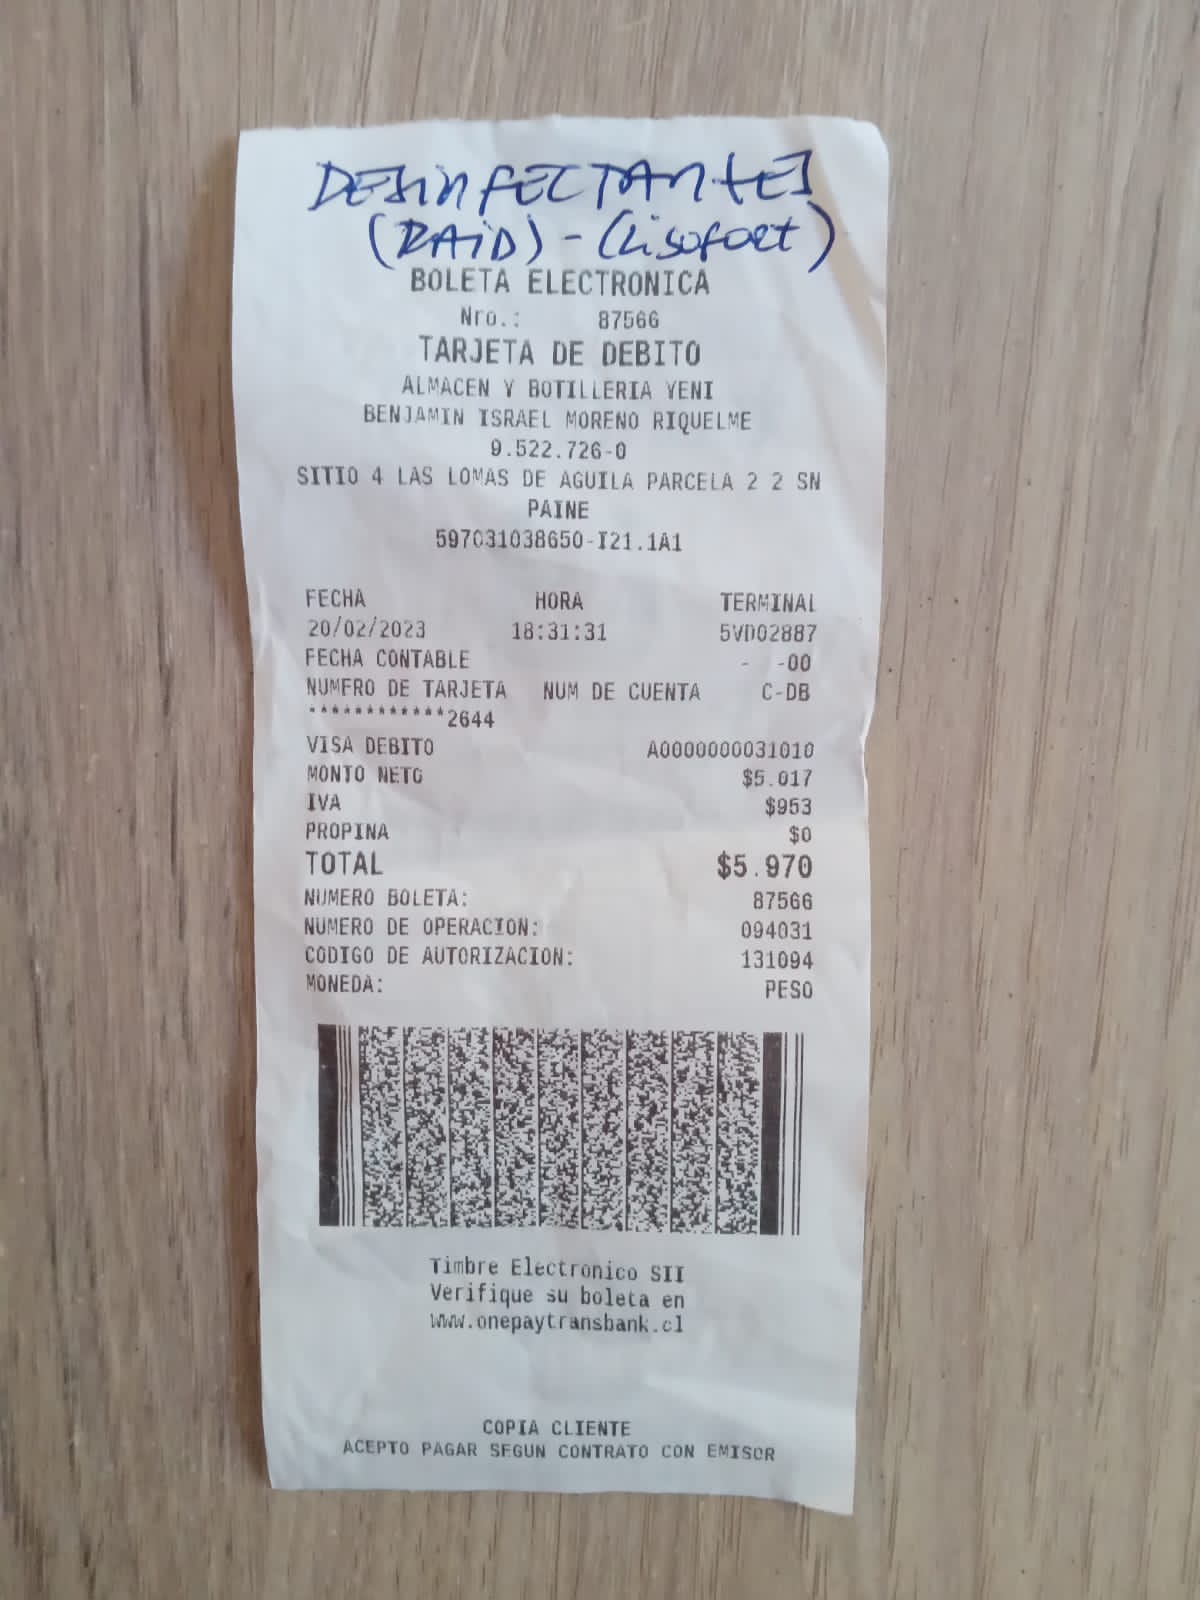 DESINFECTANTES
(RAID) - (Lisofort)
BOLETA ELECTRONICA
Nro.: 87566
TARJETA DE DEBITO
ALMACEN Y BOTILLERIA YENI
BENJAMIN ISRAEL MORENO RIQUELME
9.522.726-0
SITIO 4 LAS LOMAS DE AGUILA PARCELA 2 2 SN
PAINE
597031038650-I21.1A1
FECHA HORA TERMINAL
20/02/2023 18:31:31 5VD02887
FECHA CONTABLE - -00
NUMERO DE TARJETA NUM DE CUENTA C-DB
************2644
VISA DEBITO A0000000031010
MONTO NETO $5.017
IVA $953
PROPINA $0
TOTAL $5.970
NUMERO BOLETA: 87566
NUMERO DE OPERACION: 094031
CODIGO DE AUTORIZACION: 131094
MONEDA: PESO
Timbre Electronico SII
Verifique su boleta en
www.onepaytransbank.cl
COPIA CLIENTE
ACEPTO PAGAR SEGUN CONTRATO CON EMISOR